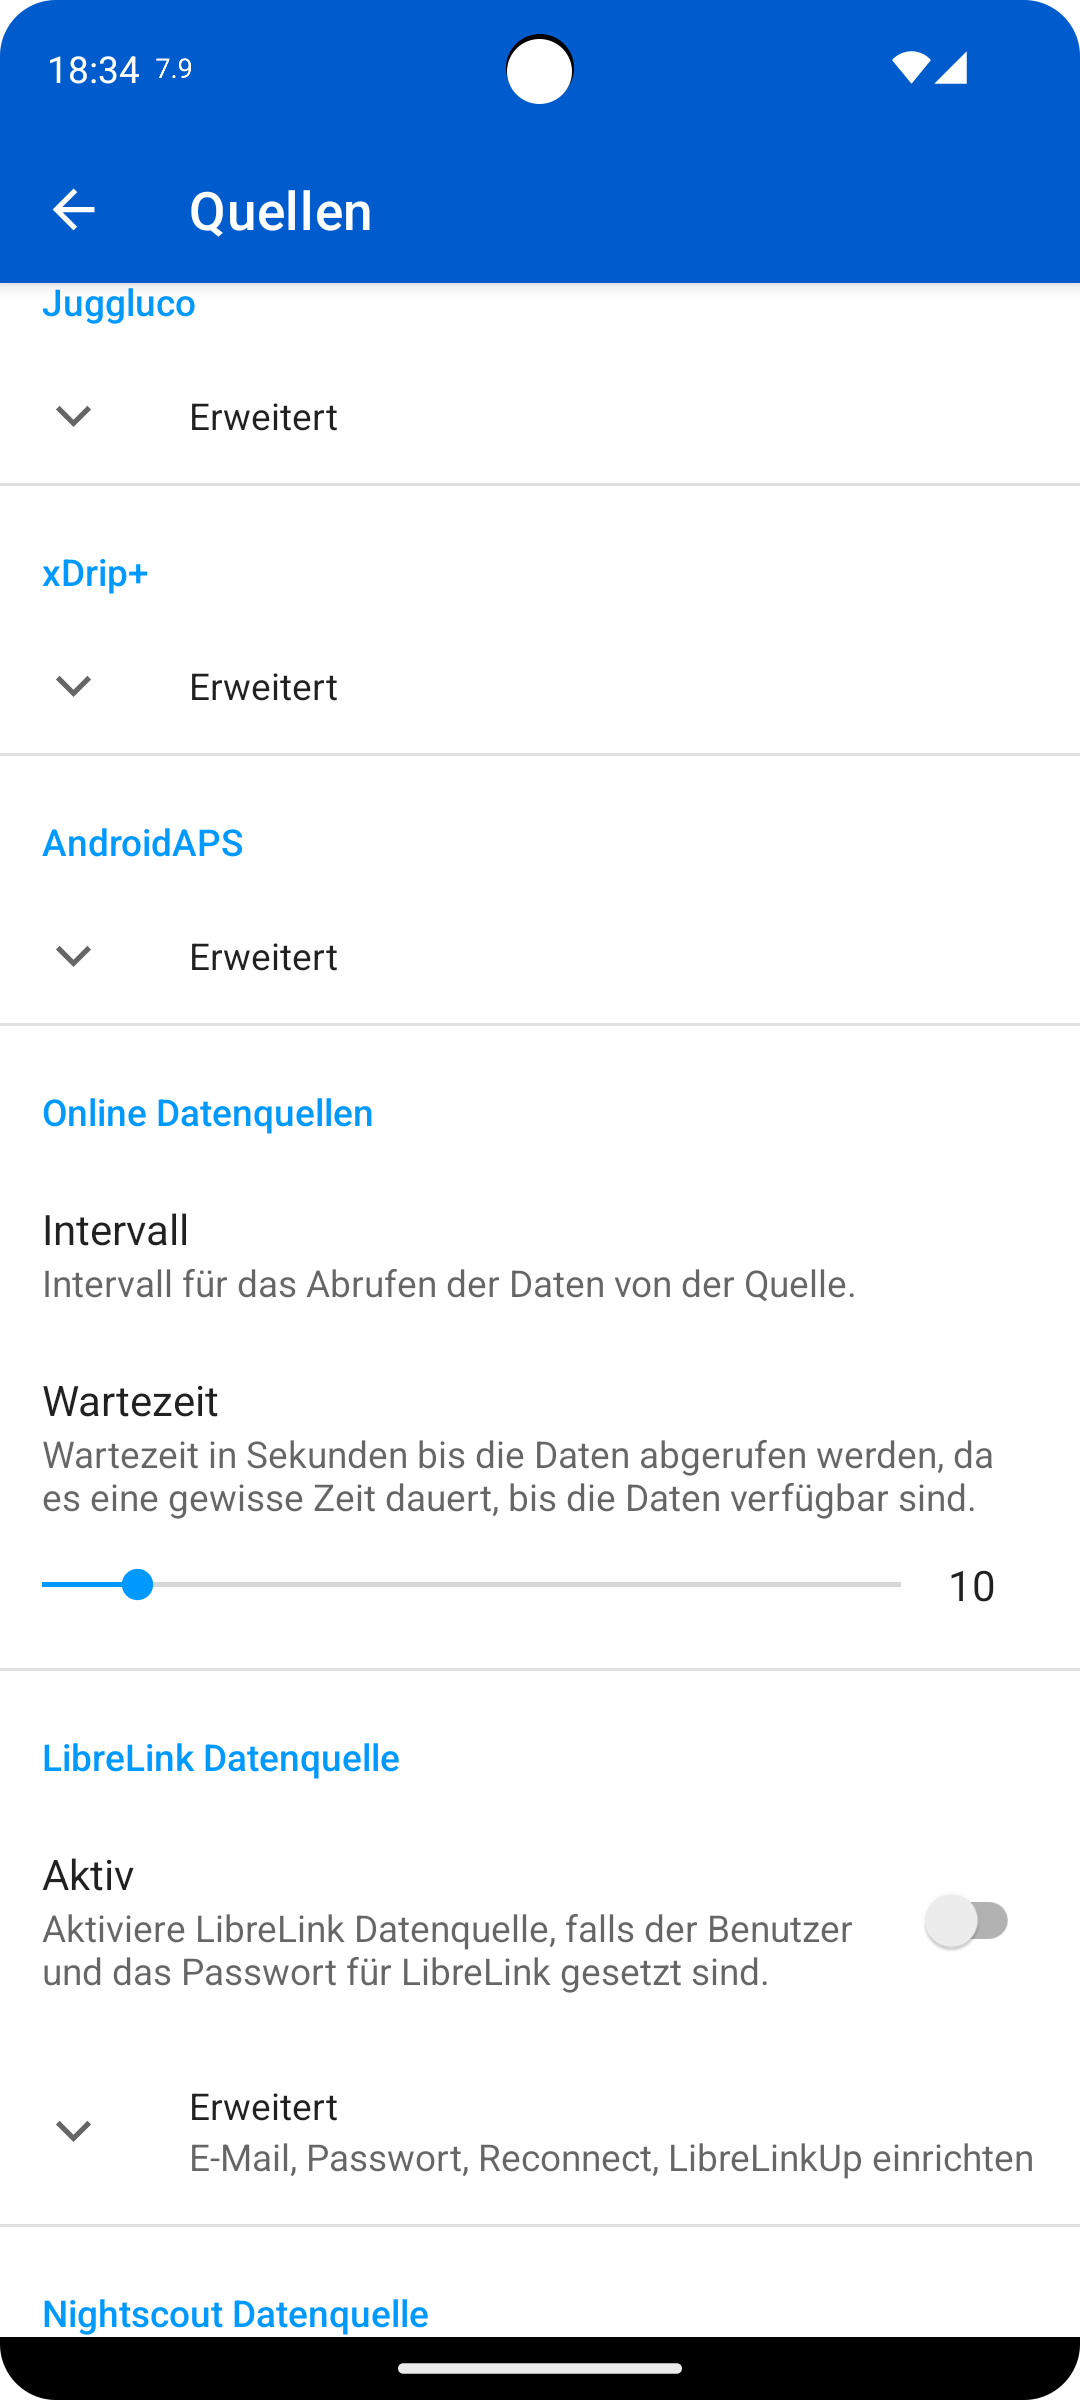 18:34 7.9
Quellen
Juggluco
Erweitert
xDrip+
Erweitert
AndroidAPS
Erweitert
Online Datenquellen
Intervall
Intervall für das Abrufen der Daten von der Quelle.
Wartezeit
Wartezeit in Sekunden bis die Daten abgerufen werden, da
es eine gewisse Zeit dauert, bis die Daten verfügbar sind.
10
LibreLink Datenquelle
Aktiv
Aktiviere LibreLink Datenquelle, falls der Benutzer
und das Passwort für LibreLink gesetzt sind.
Erweitert
E-Mail, Passwort, Reconnect, LibreLinkUp einrichten
Nightscout Datenquelle